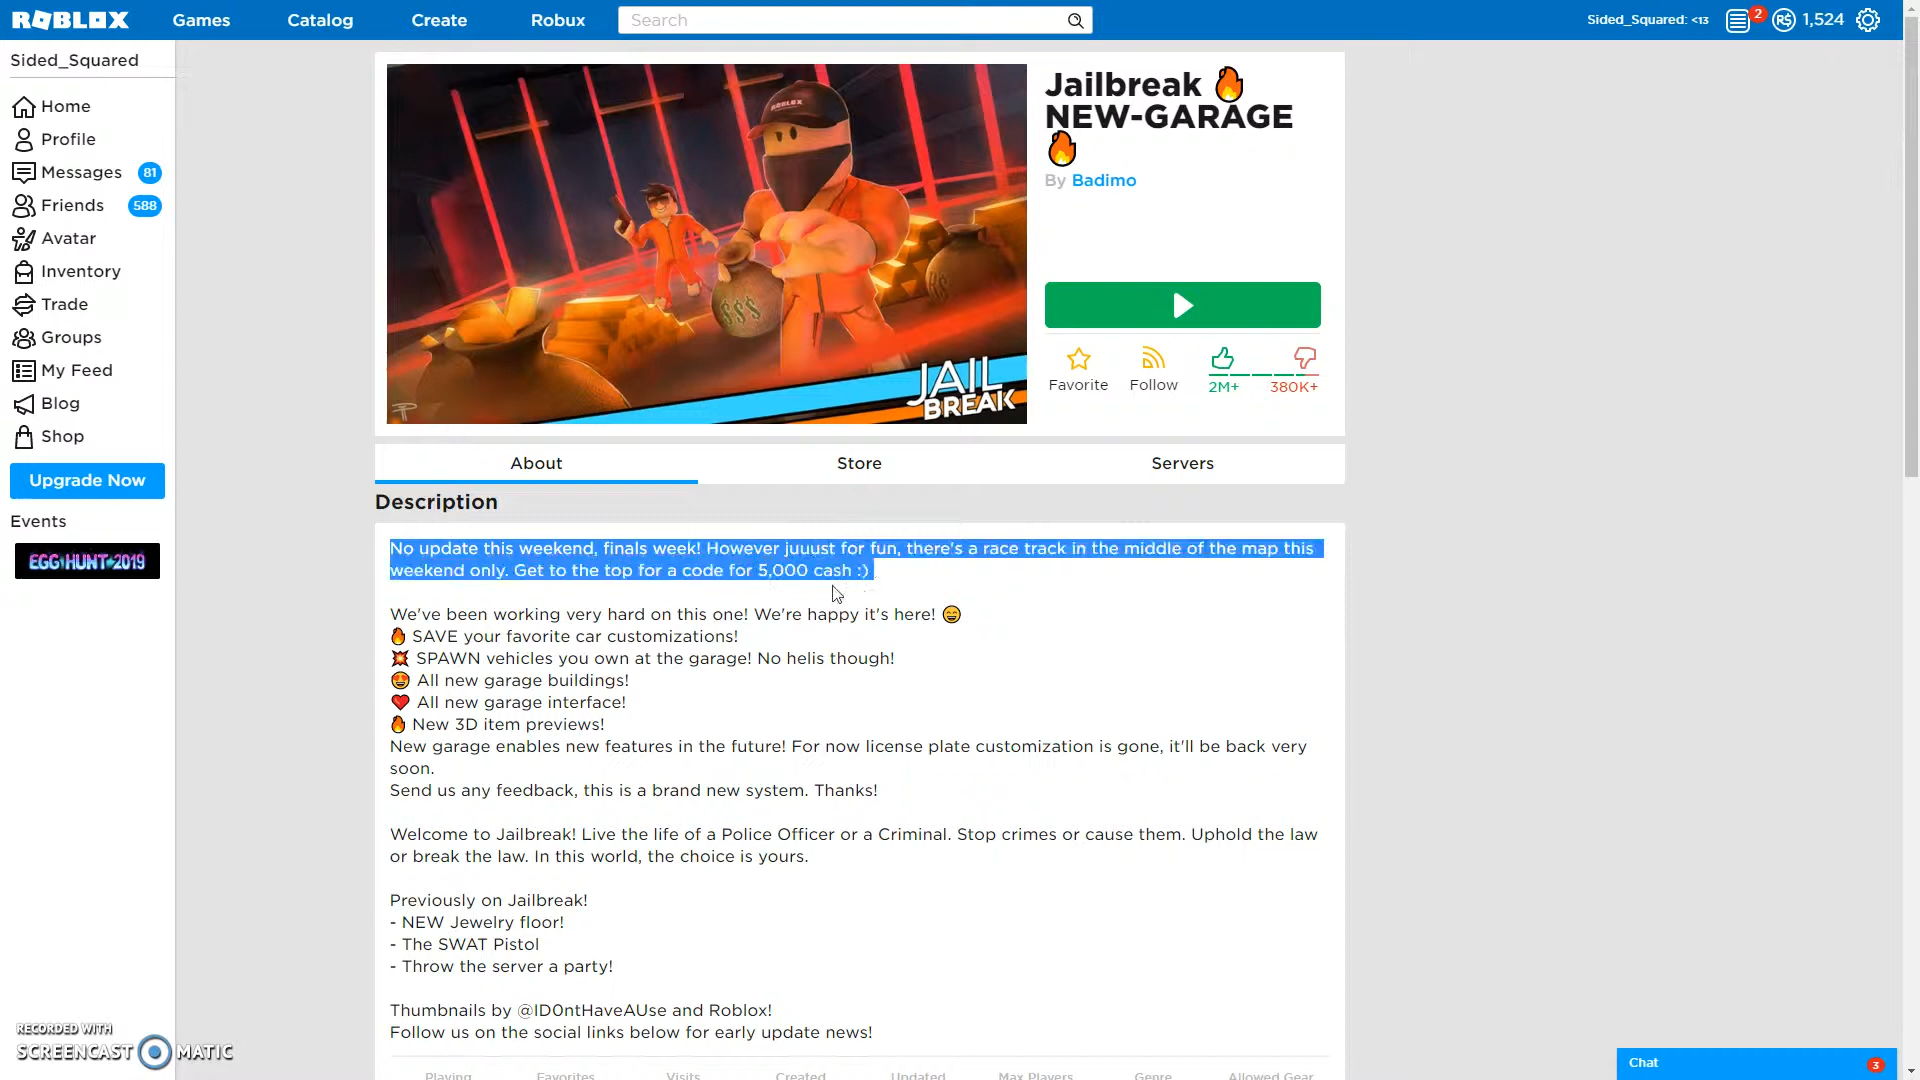 ROBLOX Games Catalog Create Robux Search Sided_Squared: <13 2 R$ 1,524
Sided_Squared
Home
Profile
Messages 81
Friends 588
Avatar
Inventory
Trade
Groups
My Feed
Blog
Shop
Upgrade Now
Events
EGG HUNT 2019
RECORDED WITH
SCREENCAST MATIC
ROBLOX
$$$
JAIL
BREAK
Jailbreak 🔥
NEW-GARAGE
🔥
By Badimo
Favorite Follow 2M+ 380K+
About Store Servers
Description
No update this weekend, finals week! However juuust for fun, there's a race track in the middle of the map this
weekend only. Get to the top for a code for 5,000 cash :)
We've been working very hard on this one! We're happy it's here! 😄
🔥 SAVE your favorite car customizations!
💥 SPAWN vehicles you own at the garage! No helis though!
😍 All new garage buildings!
❤️ All new garage interface!
🔥 New 3D item previews!
New garage enables new features in the future! For now license plate customization is gone, it'll be back very
soon.
Send us any feedback, this is a brand new system. Thanks!
Welcome to Jailbreak! Live the life of a Police Officer or a Criminal. Stop crimes or cause them. Uphold the law
or break the law. In this world, the choice is yours.
Previously on Jailbreak!
- NEW Jewelry floor!
- The SWAT Pistol
- Throw the server a party!
Thumbnails by @ID0ntHaveAUse and Roblox!
Follow us on the social links below for early update news!
Playing Favorites Visits Created Updated Max Players Genre Allowed Gear
Chat 3